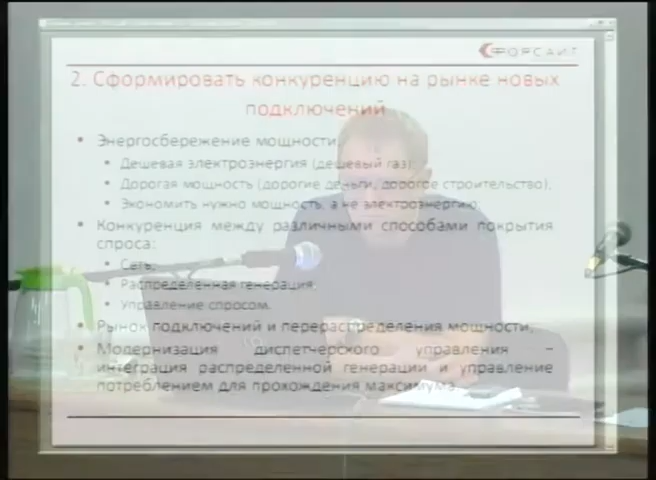 ФОРСАЙТ
2. Сформировать конкуренцию на рынке новых
подключений
• Энергосбережение мощности:
• Дешевая электроэнергия (дешевый газ);
• Дорогая мощность (дорогие деньги, дорогое строительство);
• Экономить нужно мощность, а не электроэнергию;
• Конкуренция между различными способами покрытия
спроса:
• Сеть;
• Распределенная генерация;
• Управление спросом.
• Рынок подключений и перераспределения мощности;
• Модернизация диспетчерского управления –
интеграция распределенной генерации и управление
потреблением для прохождения максимума.